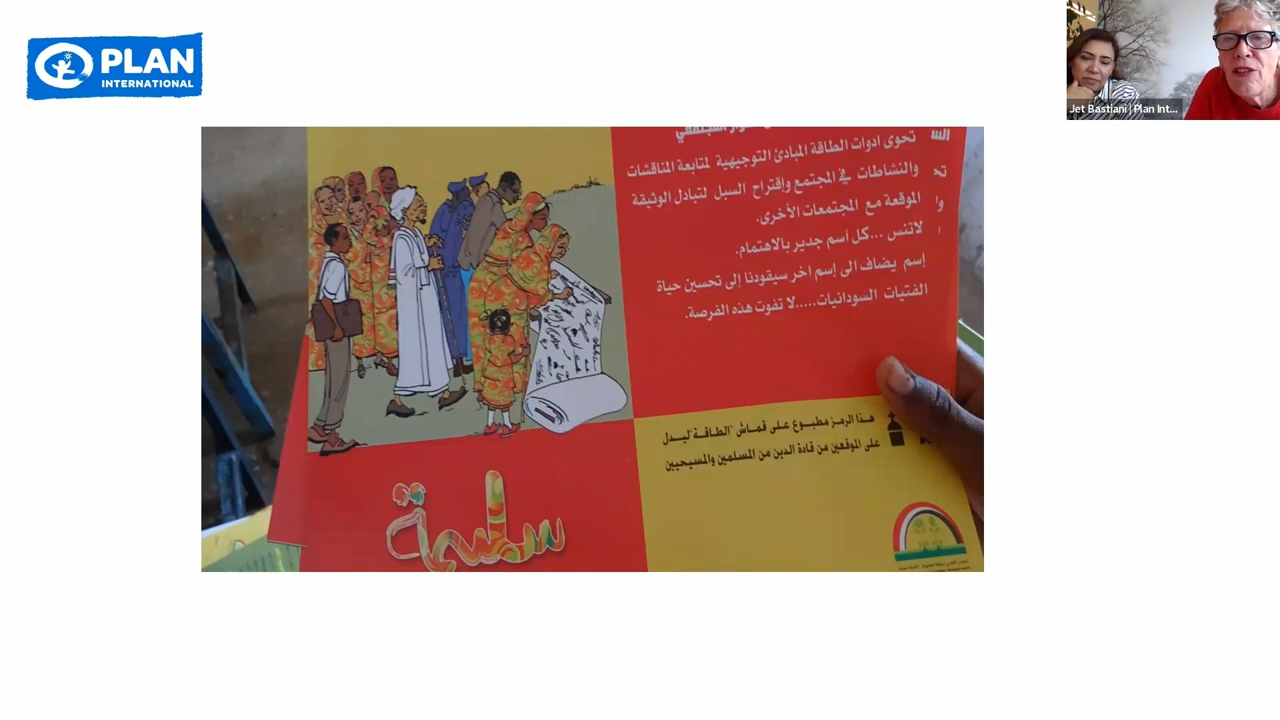 PLAN
INTERNATIONAL
Jet Bastiani | Plan Int...
تحوى ادوات الطاقة المبادئ التوجيهية لمتابعة المناقشات
والنشاطات في المجتمع وإقتراح السبل لتبادل الوثيقة
الموقعة مع المجتمعات الأخرى.
لاتنس ...كل أسم جدير بالاهتمام.
إسم يضاف الى إسم اخر سيقودنا إلى تحسين حياة
الفتيات السودانيات.....لا تفوت هذه الفرصة.
هذا الرمز مطبوع على قماش "الطاقة" ليدل
على الموقعين من قادة الدين من المسلمين والمسيحيين
سليمة